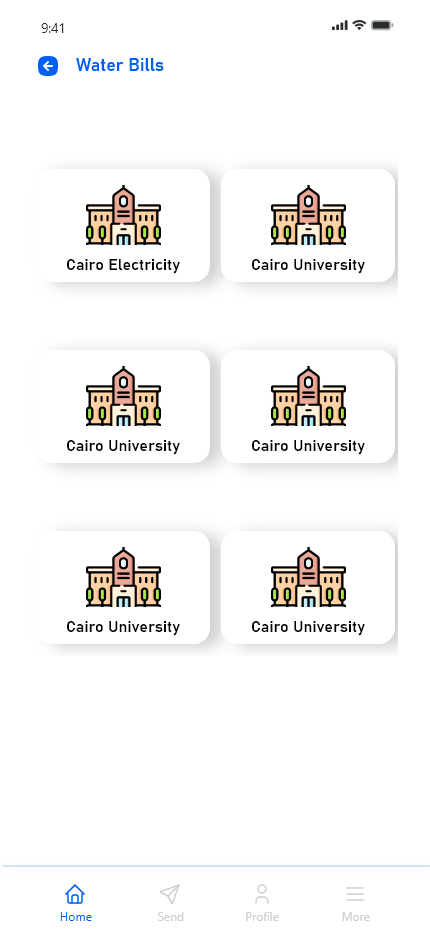 9:41
Water Bills
Cairo Electricity
Cairo University
Cairo University
Cairo University
Cairo University
Cairo University
Home
Send
Profile
More